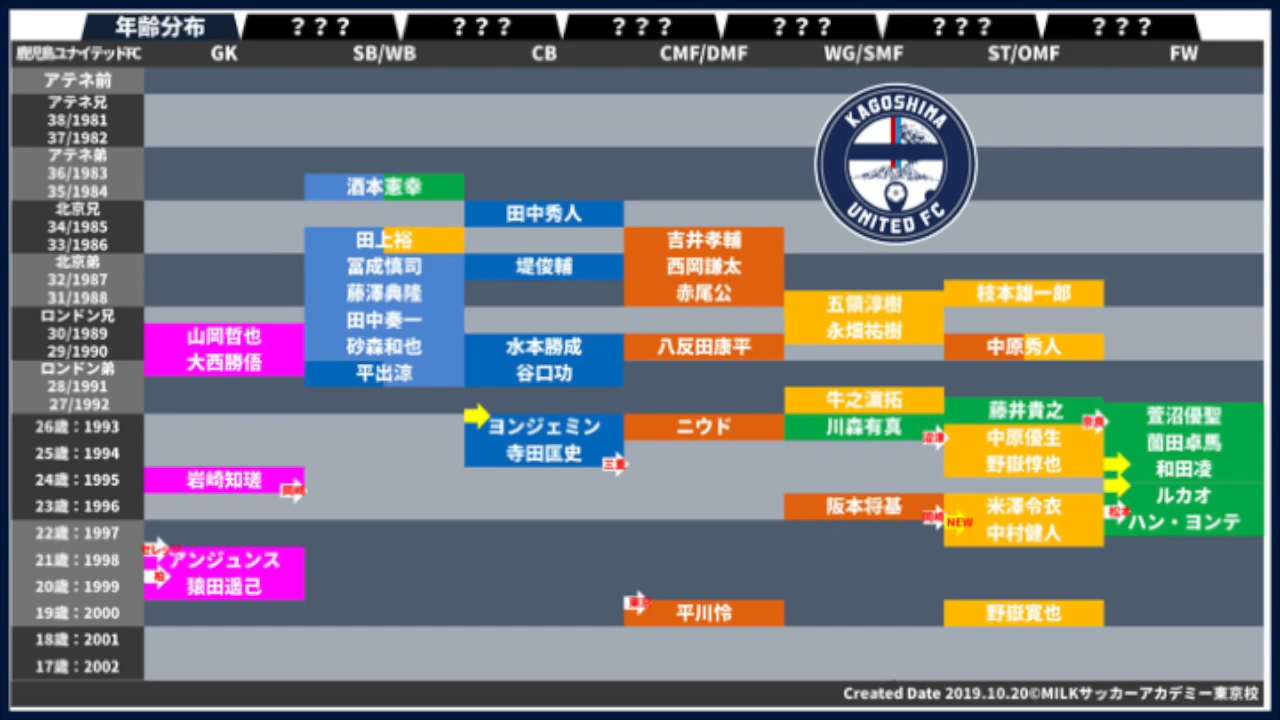 年齢分布 ？？？ ？？？ ？？？ ？？？ ？？？ ？？？
鹿児島ユナイテッドFC GK SB/WB CB CMF/DMF WG/SMF ST/OMF FW
アテネ前
アテネ兄
38/1981
37/1982
KAGOSHIMA
UNITED FC
アテネ弟
36/1983
35/1984
酒本憲幸
北京兄
34/1985
33/1986
田中秀人
田上裕
吉井孝輔
北京弟
32/1987
31/1988
冨成慎司
堤俊輔
西岡謙太
藤澤典隆
赤尾公
枝本雄一郎
五領淳樹
ロンドン兄
30/1989
29/1990
山岡哲也
田中奏一
永畑祐樹
大西勝俉
砂森和也
水本勝成
八反田康平
中原秀人
ロンドン弟
28/1991
27/1992
平出涼
谷口功
牛之濵拓
藤井貴之
萱沼優聖
26歳：1993
ヨンジェミン
ニウド
川森有真
沼津
中原優生
奈良
薗田卓馬
25歳：1994
寺田匡史
三重
野嶽惇也
和田凌
24歳：1995
岩崎知瑳
ルカオ
23歳：1996
阪本将基
米澤令衣
松本
ハン・ヨンテ
22歳：1997
NEW
中村健人
21歳：1998
アンジュンス
20歳：1999
柏
猿田遥己
19歳：2000
平川怜
野嶽寛也
18歳：2001
17歳：2002
Created Date 2019.10.20©MILKサッカーアカデミー東京校